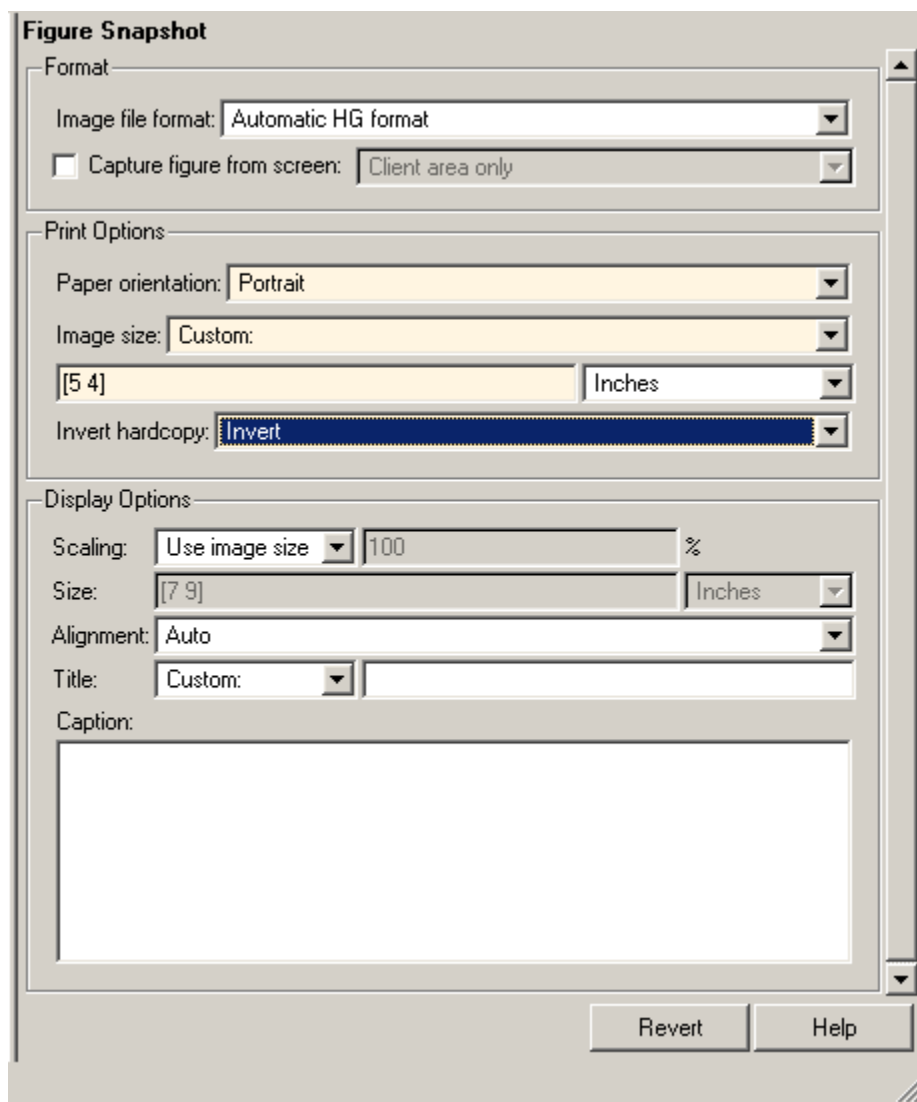 Figure Snapshot
Format
Image file format: Automatic HG format
Capture figure from screen: Client area only
Print Options
Paper orientation: Portrait
Image size: Custom:
[5 4] Inches
Invert hardcopy: Invert
Display Options
Scaling: Use image size 100 %
Size: [7 9] Inches
Alignment: Auto
Title: Custom:
Caption:
Revert Help